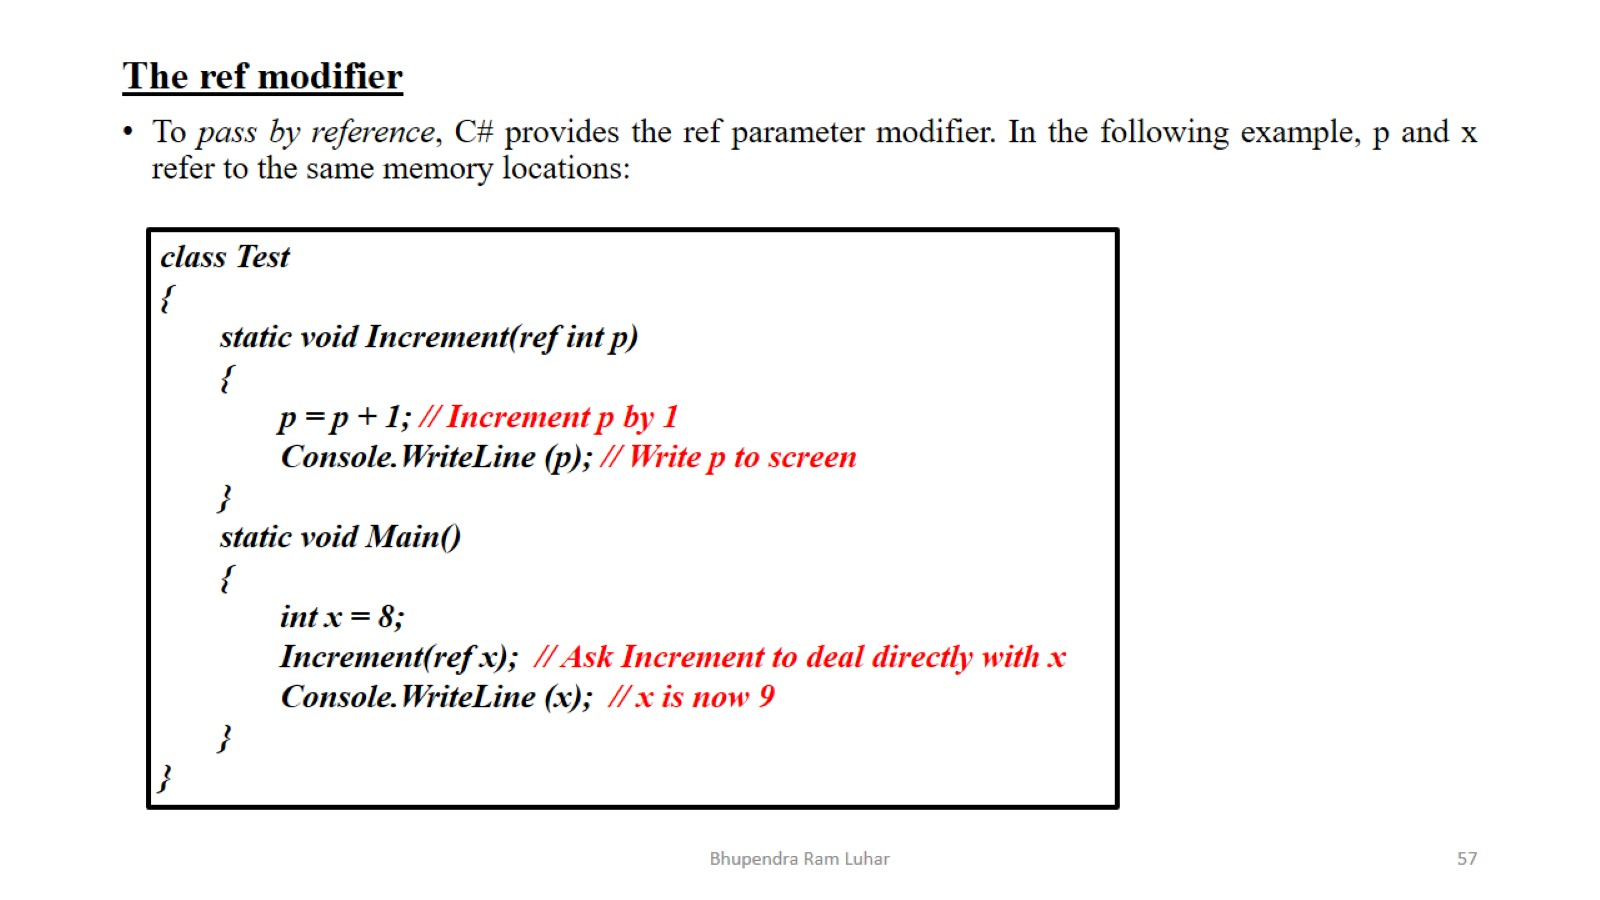 The ref modifier
• To pass by reference, C# provides the ref parameter modifier. In the following example, p and x
refer to the same memory locations:
class Test
{
static void Increment(ref int p)
{
p = p + 1; // Increment p by 1
Console.WriteLine (p); // Write p to screen
}
static void Main()
{
int x = 8;
Increment(ref x);  // Ask Increment to deal directly with x
Console.WriteLine (x);  // x is now 9
}
}
Bhupendra Ram Luhar
57